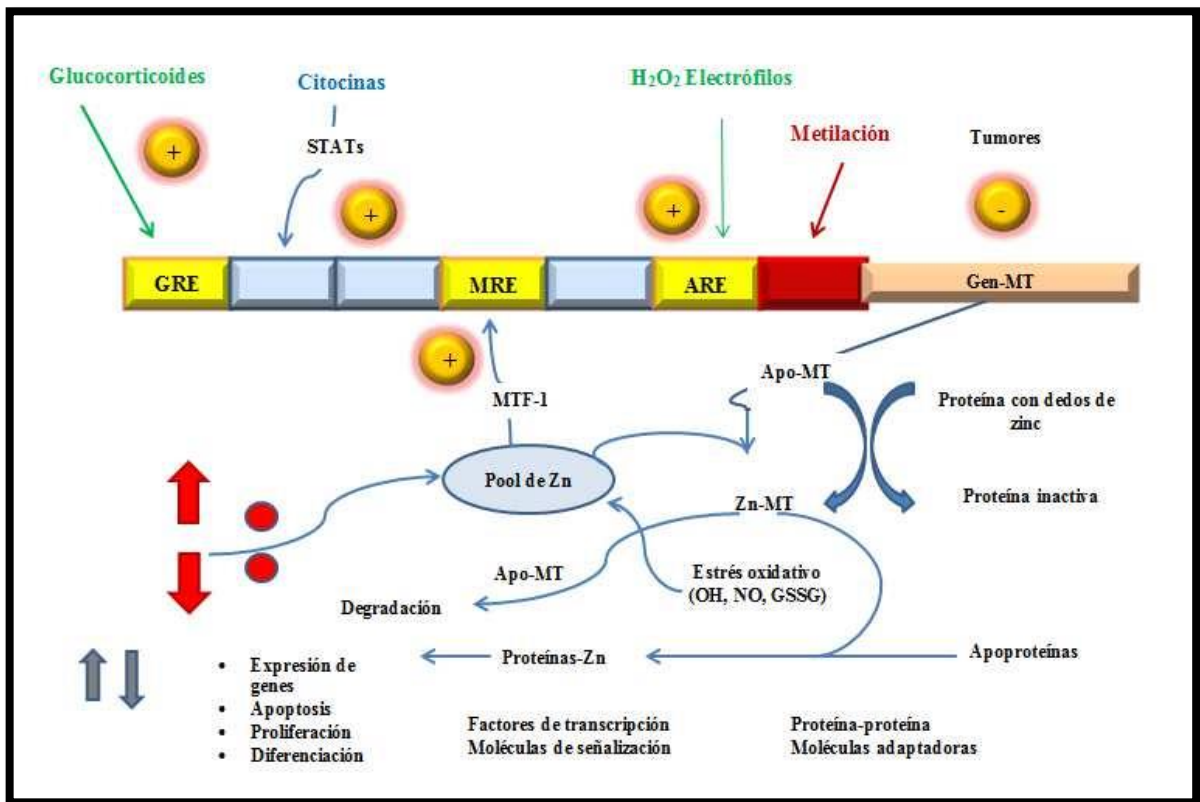 Glucocorticoides
Citocinas
H₂O₂ Electrófilos
STATs
Metilación
Tumores
+
+
+
-
GRE
MRE
ARE
Gen-MT
+
MTF-1
Apo-MT
Proteína con dedos de
zinc
Pool de Zn
Proteína inactiva
Zn-MT
Apo-MT
Estrés oxidativo
(OH, NO, GSSG)
Degradación
Proteínas-Zn
Apoproteínas
• Expresión de
genes
• Apoptosis
• Proliferación
• Diferenciación
Factores de transcripción
Moléculas de señalización
Proteína-proteína
Moléculas adaptadoras